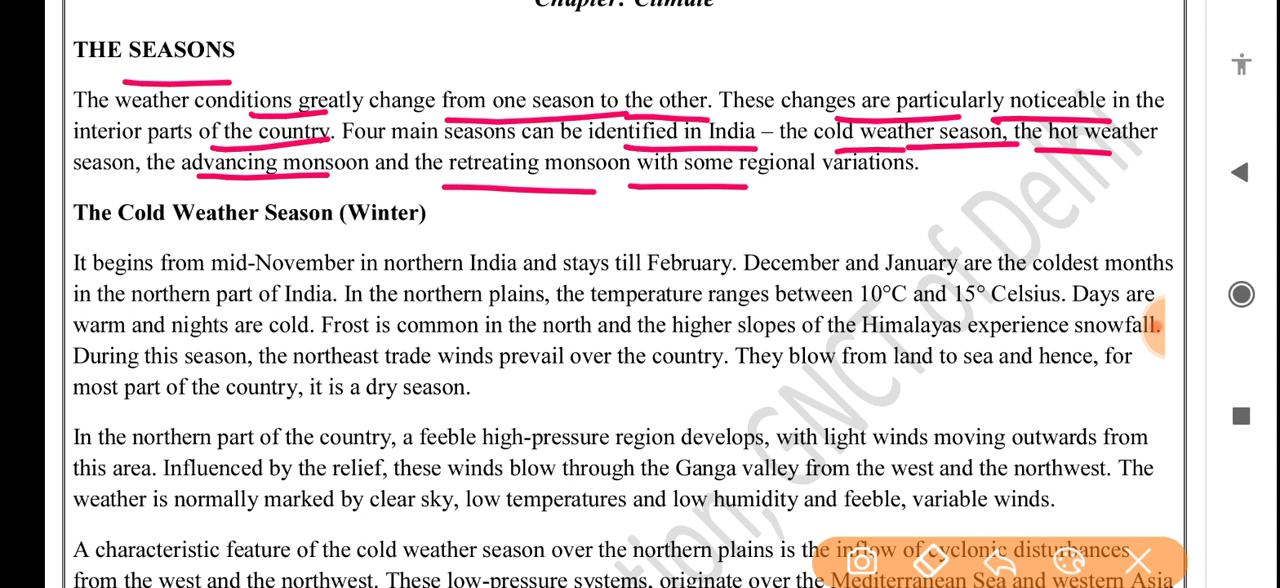 Chapter: Climate
THE SEASONS
The weather conditions greatly change from one season to the other. These changes are particularly noticeable in the
interior parts of the country. Four main seasons can be identified in India – the cold weather season, the hot weather
season, the advancing monsoon and the retreating monsoon with some regional variations.
The Cold Weather Season (Winter)
It begins from mid-November in northern India and stays till February. December and January are the coldest months
in the northern part of India. In the northern plains, the temperature ranges between 10°C and 15° Celsius. Days are
warm and nights are cold. Frost is common in the north and the higher slopes of the Himalayas experience snowfall.
During this season, the northeast trade winds prevail over the country. They blow from land to sea and hence, for
most part of the country, it is a dry season.
In the northern part of the country, a feeble high-pressure region develops, with light winds moving outwards from
this area. Influenced by the relief, these winds blow through the Ganga valley from the west and the northwest. The
weather is normally marked by clear sky, low temperatures and low humidity and feeble, variable winds.
A characteristic feature of the cold weather season over the northern plains is the inflow of cyclonic disturbances
from the west and the northwest. These low-pressure systems, originate over the Mediterranean Sea and western Asia
GNCT of Delhi